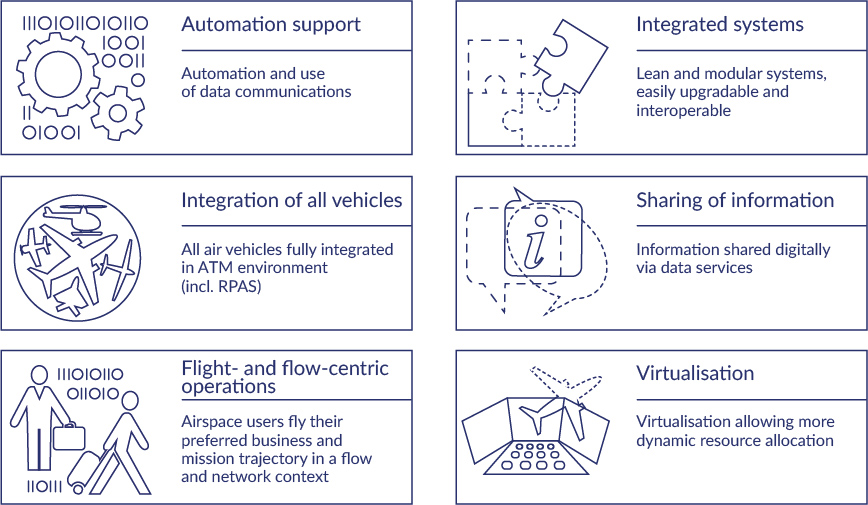 IIOIOIIOIOIIO
IOOI
OOII
O
II
OIOOI
Automation support
Automation and use
of data communications
Integrated systems
Lean and modular systems,
easily upgradable and
interoperable
Integration of all vehicles
All air vehicles fully integrated
in ATM environment
(incl. RPAS)
i
Sharing of information
Information shared digitally
via data services
IIIOIOIIO
OIIOIO
IIOIII
Flight- and flow-centric
operations
Airspace users fly their
preferred business and
mission trajectory in a flow
and network context
Virtualisation
Virtualisation allowing more
dynamic resource allocation